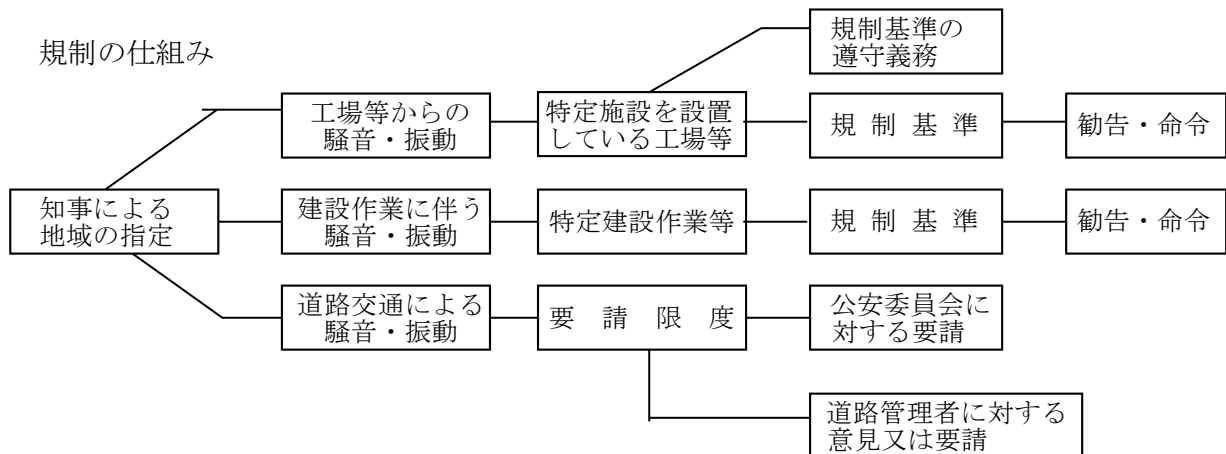 規制の仕組み
規制基準の
遵守義務
工場等からの
騒音・振動
特定施設を設置
している工場等
規制基準
勧告・命令
知事による
地域の指定
建設作業に伴う
騒音・振動
特定建設作業等
規制基準
勧告・命令
道路交通による
騒音・振動
要請限度
公安委員会に
対する要請
道路管理者に対する
意見又は要請